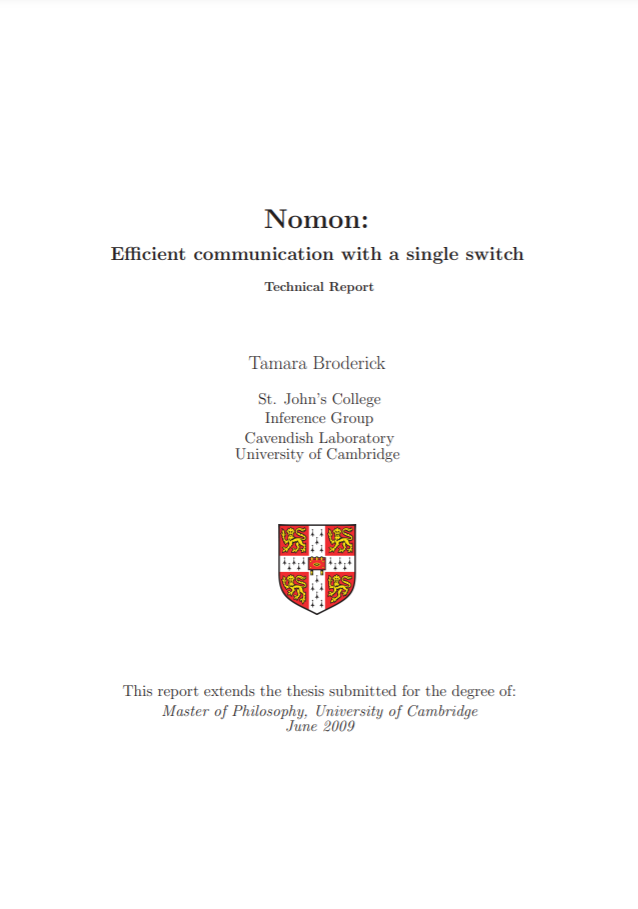 Nomon:
Efficient communication with a single switch
Technical Report
Tamara Broderick
St. John's College
Inference Group
Cavendish Laboratory
University of Cambridge
This report extends the thesis submitted for the degree of:
Master of Philosophy, University of Cambridge
June 2009